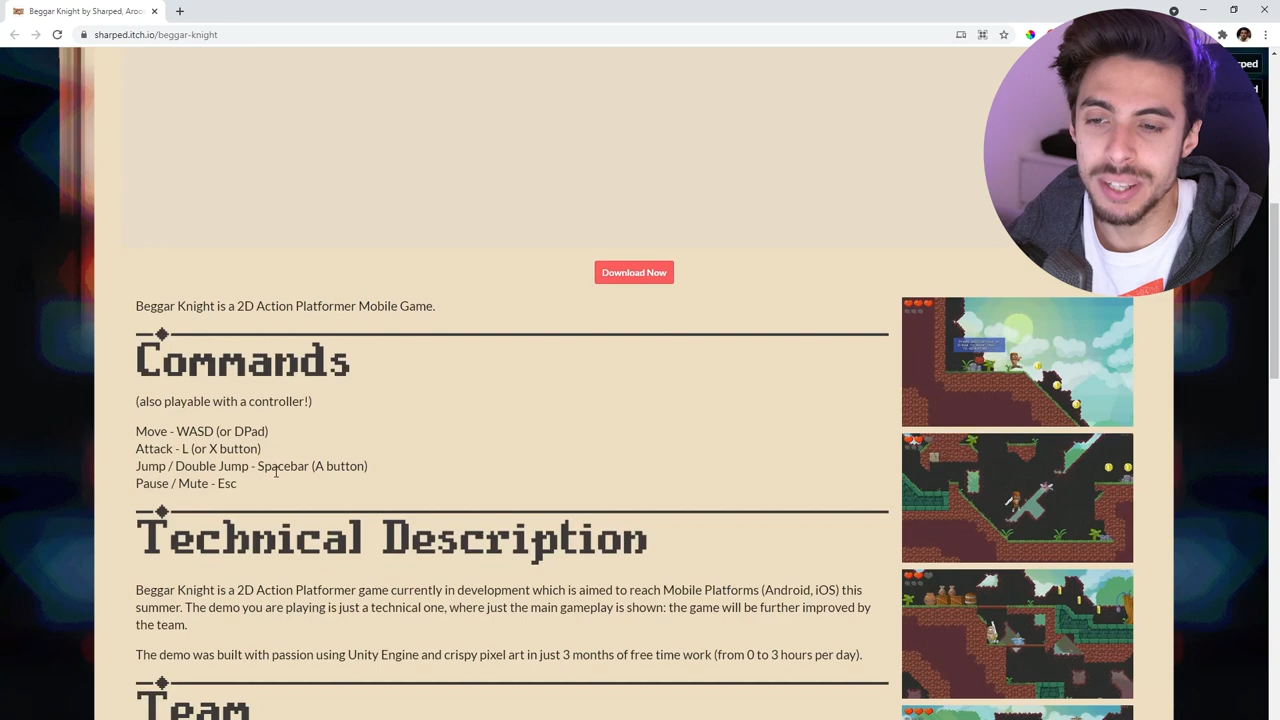 Beggar Knight by Sharped, Aroo
sharped.itch.io/beggar-knight
rped
d
Download Now
Beggar Knight is a 2D Action Platformer Mobile Game.
Commands
(also playable with a controller!)
Move - WASD (or DPad)
Attack - L (or X button)
Jump / Double Jump - Spacebar (A button)
Pause / Mute - Esc
Technical Description
Beggar Knight is a 2D Action Platformer game currently in development which is aimed to reach Mobile Platforms (Android, iOS) this
summer. The demo you are playing is just a technical one, where just the main gameplay is shown: the game will be further improved by
the team.
The demo was built with passion using Unity Engine and crispy pixel art in just 3 months of free time work (from 0 to 3 hours per day).
Team